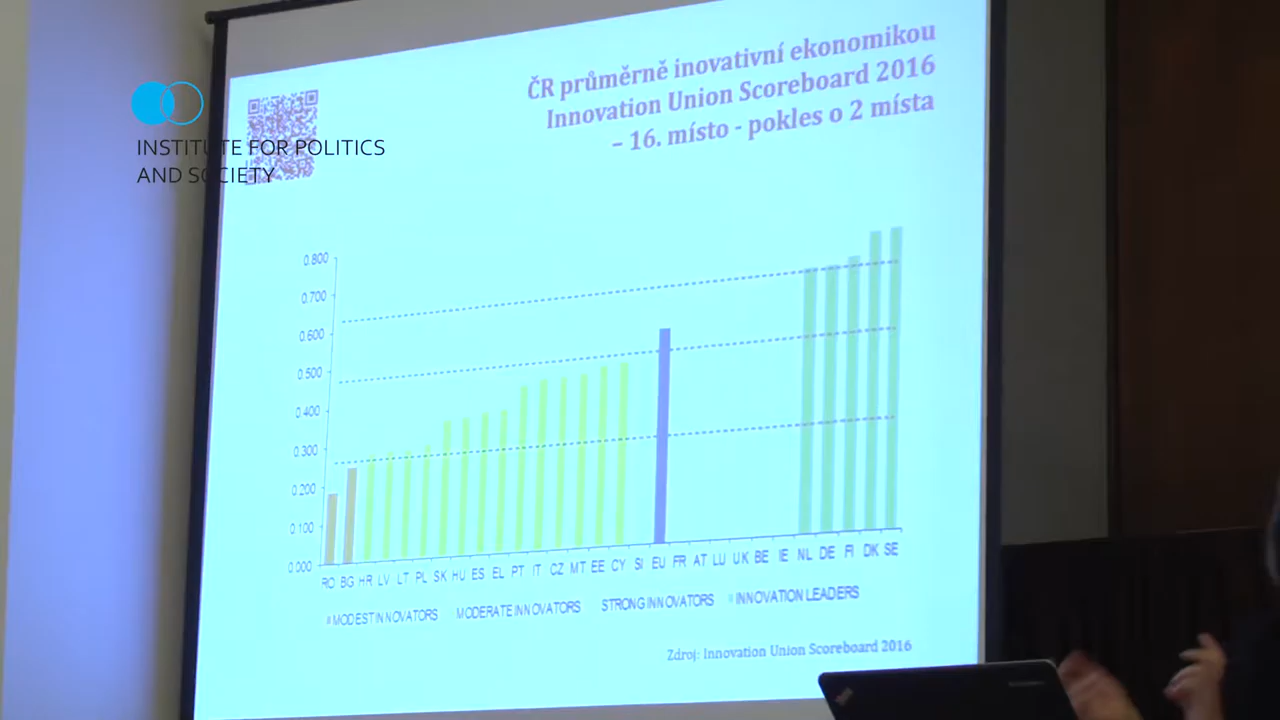 ČR průměrně inovativní ekonomikou
Innovation Union Scoreboard 2016
– 16. místo - pokles o 2 místa
INSTITUTE FOR POLITICS
AND SOCIETY
0.800
0.700
0.600
0.500
0.400
0.300
0.200
0.100
0.000
RO BG HR LV LT PL SK HU ES EL PT IT CZ MT EE CY SI EU FR AT LU UK BE IE NL DE FI DK SE
MODEST INNOVATORS MODERATE INNOVATORS STRONG INNOVATORS INNOVATION LEADERS
Zdroj: Innovation Union Scoreboard 2016